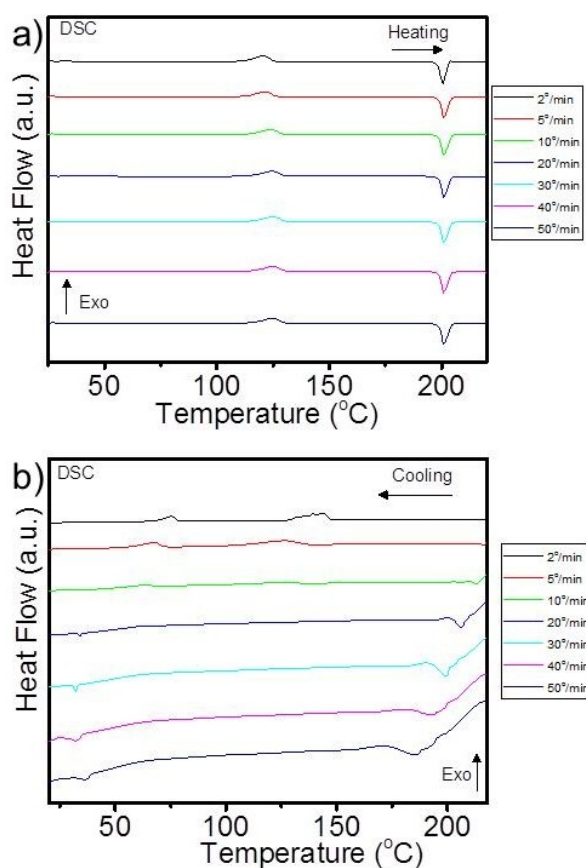 a)
DSC
Heating
2°/min
5°/min
10°/min
20°/min
30°/min
40°/min
50°/min
Heat Flow (a.u.)
Exo
50
100
150
200
Temperature (°C)
b)
DSC
Cooling
2°/min
5°/min
10°/min
20°/min
30°/min
40°/min
50°/min
Heat Flow (a.u.)
Exo
50
100
150
200
Temperature (°C)